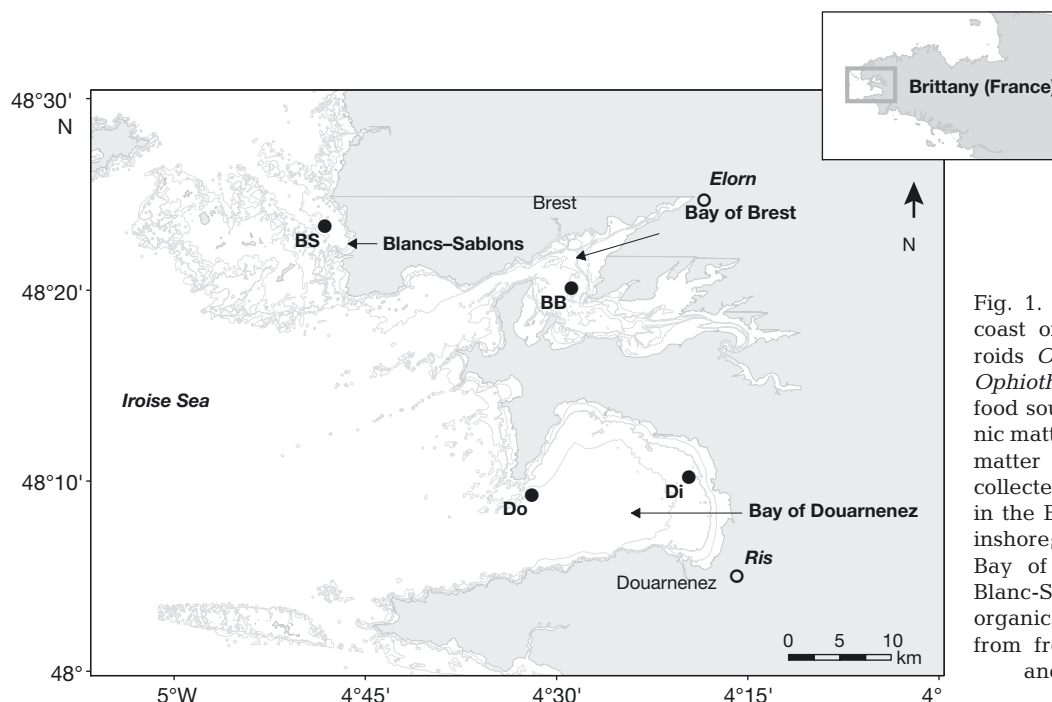 Brittany (France)
48°30'
N
Elorn
Brest
Bay of Brest
BS
Blancs–Sablons
N
48°20'
BB
Iroise Sea
48°10'
Do
Di
Bay of Douarnenez
Ris
Douarnenez
0 5 10
km
48°
5°W 4°45' 4°30' 4°15' 4°
Fig. 1.
coast o
roids
Ophioth
food sou
nic matt
matter
collecte
in the B
inshore
Bay of
Blanc-S
organic
from fr
an